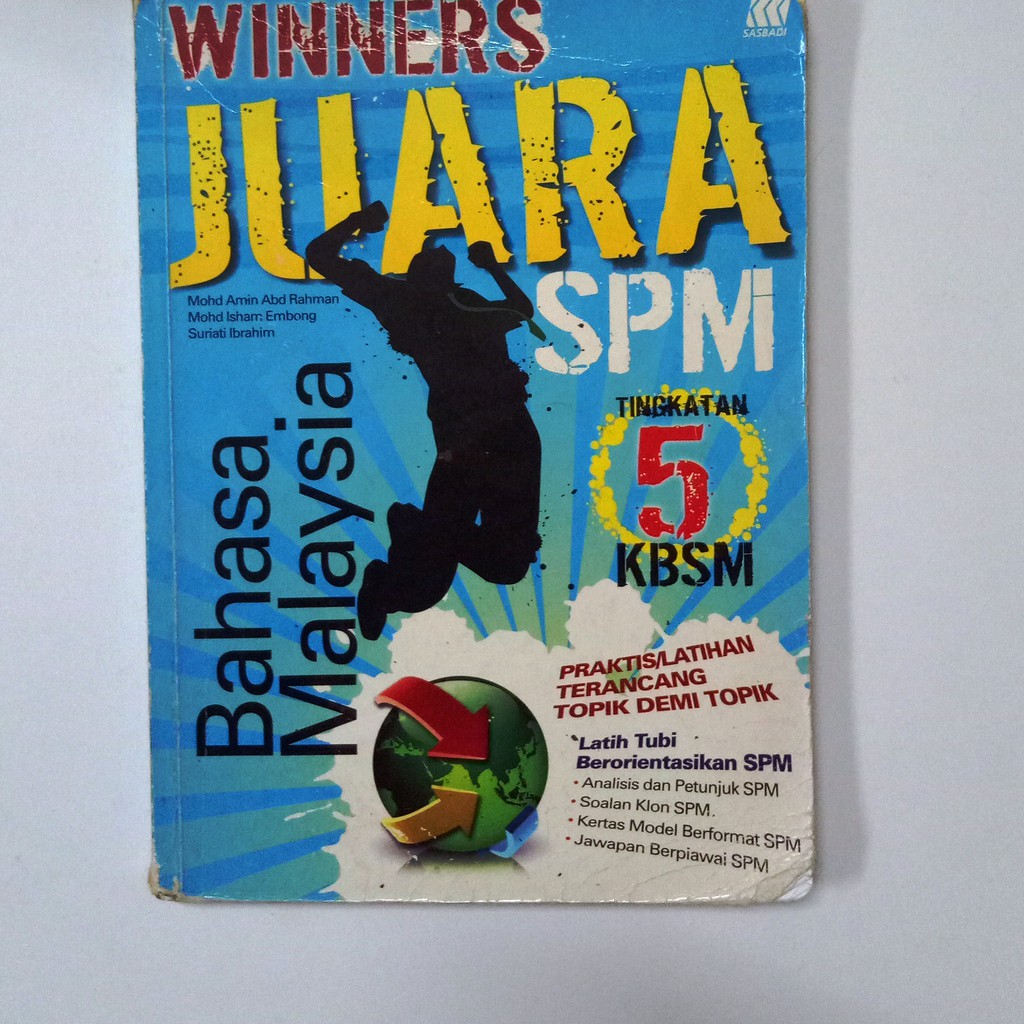 WINNERS
SASBADI
JUARA
SPM
Mohd Amin Abd Rahman
Mohd Isham Embong
Suriati Ibrahim
Bahasa
Malaysia
TINGKATAN
5
KBSM
PRAKTIS/LATIHAN
TERANCANG
TOPIK DEMI TOPIK
Latih Tubi
Berorientasikan SPM
• Analisis dan Petunjuk SPM
• Soalan Klon SPM
• Kertas Model Berformat SPM
• Jawapan Berpiawai SPM